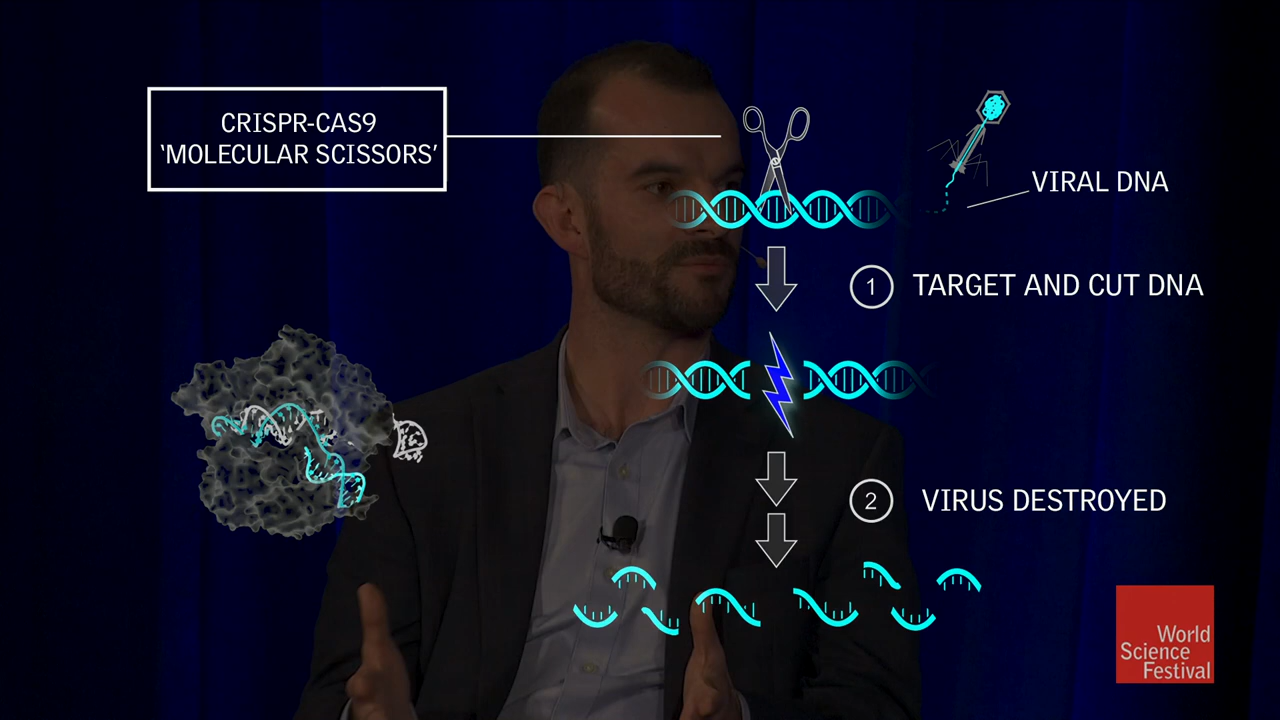 CRISPR-CAS9
'MOLECULAR SCISSORS'
VIRAL DNA
1 TARGET AND CUT DNA
2 VIRUS DESTROYED
World
Science
Festival